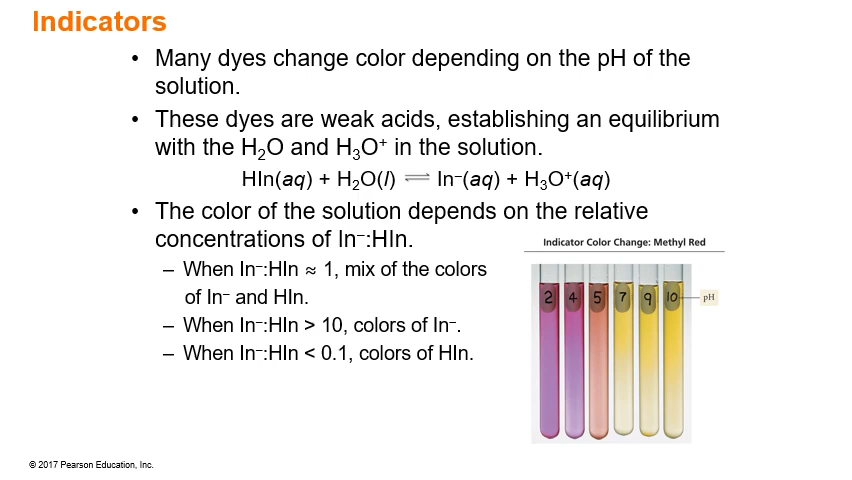 Indicators
• Many dyes change color depending on the pH of the
solution.
• These dyes are weak acids, establishing an equilibrium
with the H₂O and H₃O⁺ in the solution.
HIn(aq) + H₂O(l) ⇌ In⁻(aq) + H₃O⁺(aq)
• The color of the solution depends on the relative
concentrations of In⁻:HIn.
Indicator Color Change: Methyl Red
– When In⁻:HIn ≈ 1, mix of the colors
of In⁻ and HIn.
– When In⁻:HIn > 10, colors of In⁻.
– When In⁻:HIn < 0.1, colors of HIn.
2 4 5 7 9 10 pH
© 2017 Pearson Education, Inc.